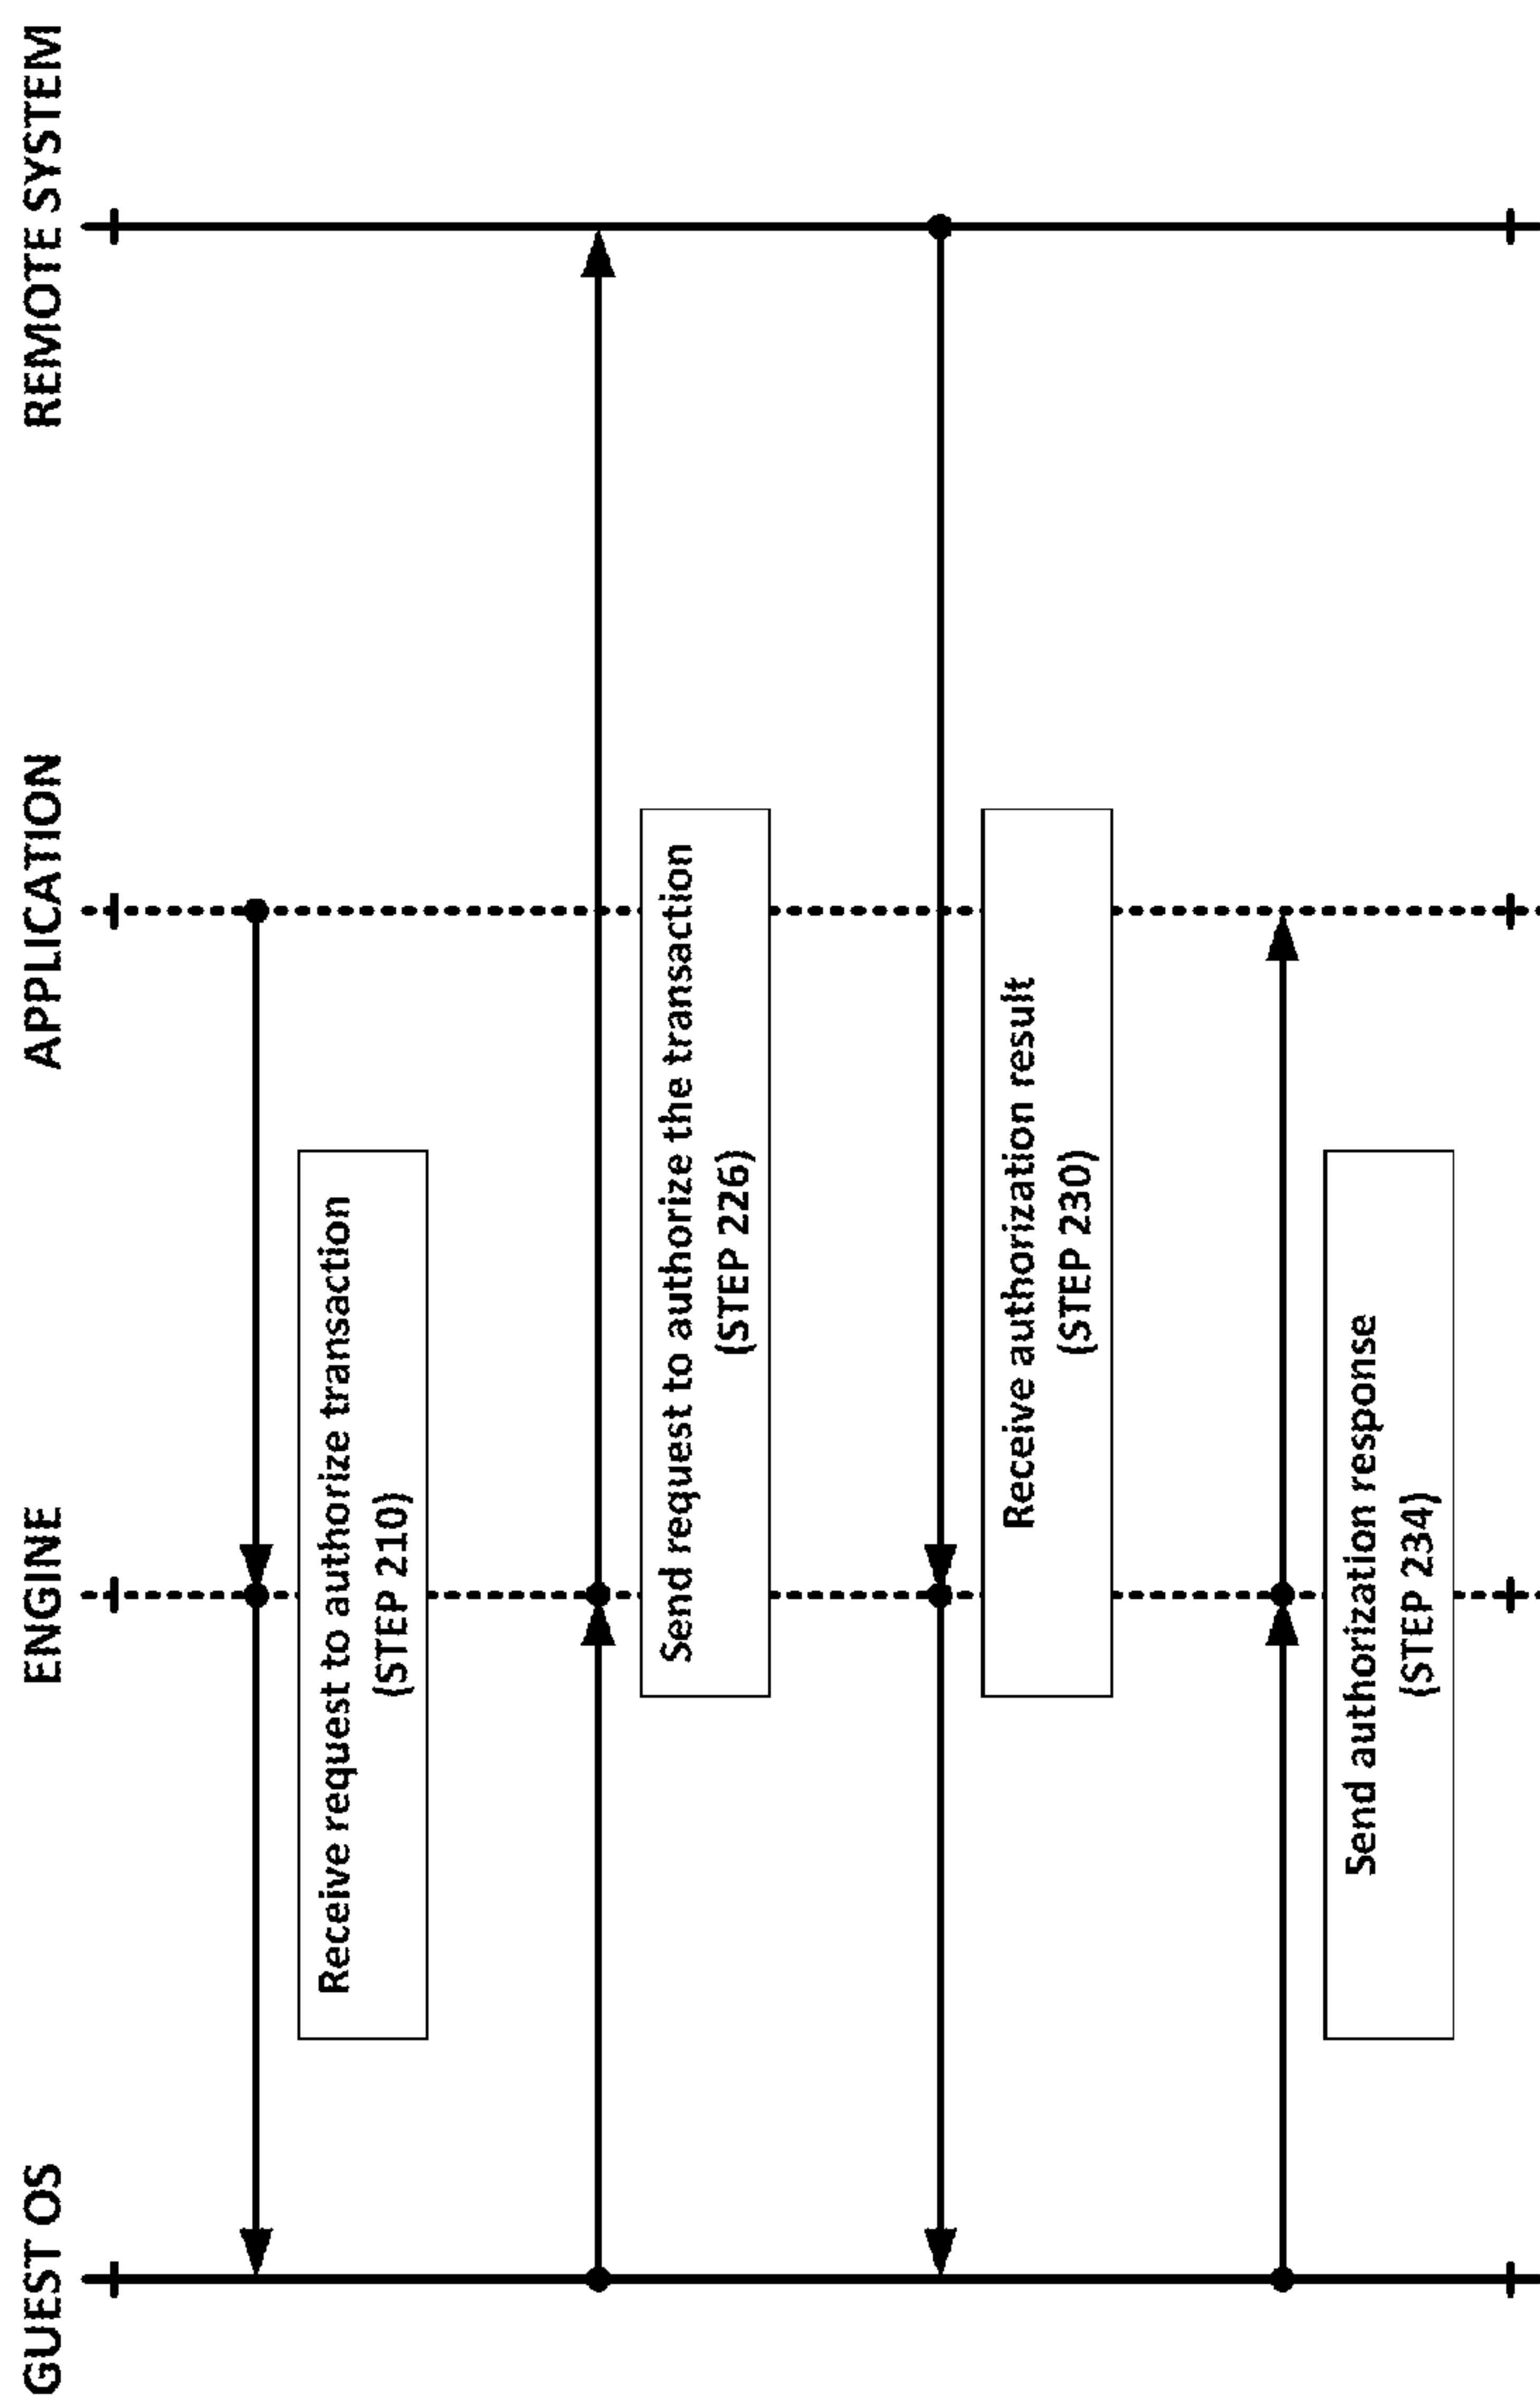 GUEST OS
ENGINE
APPLICATION
REMOTE SYSTEM
Receive request to authorize transaction
(STEP 210)
Send request to authorize the transaction
(STEP 226)
Receive authorization result
(STEP 230)
Send authorization response
(STEP 234)